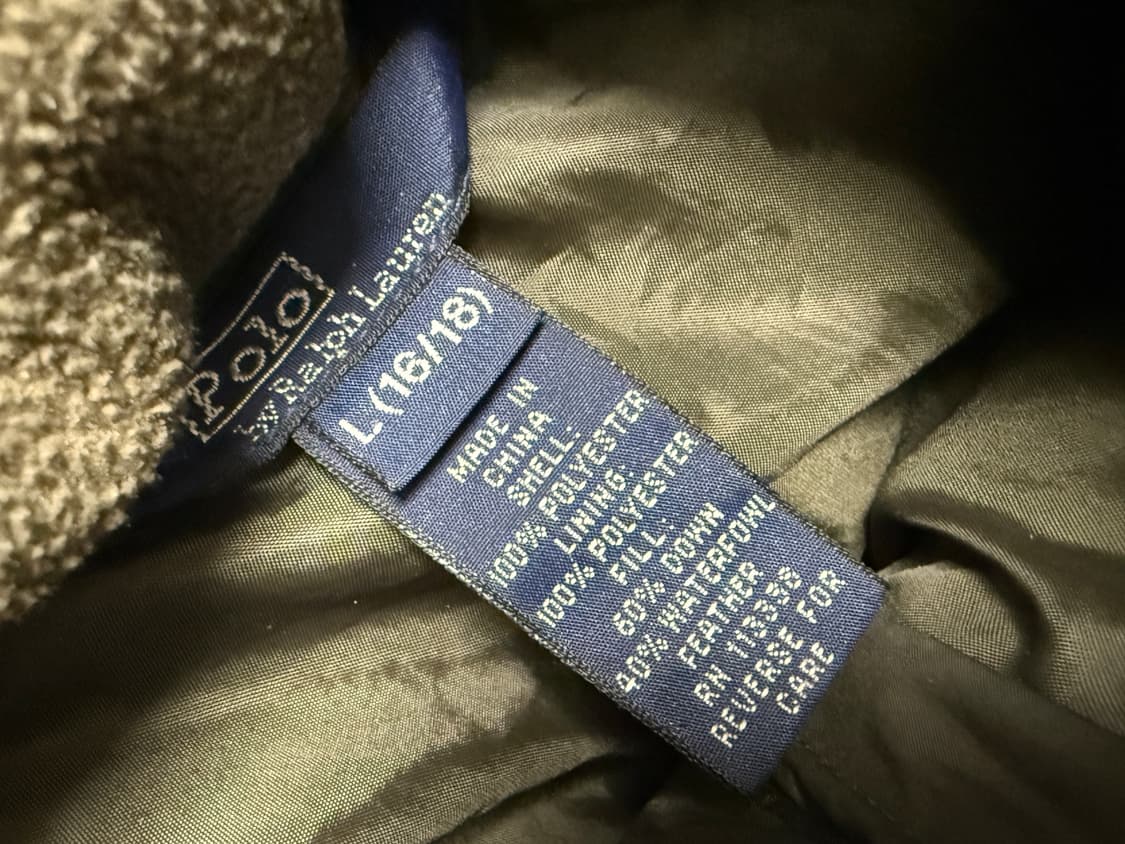 Polo
by Ralph Lauren
L (16/18)
MADE IN
CHINA
SHELL:
100% POLYESTER
LINING:
100% POLYESTER
FILL:
60% DOWN
40% WATERFOWL
FEATHER
RN 113393
REVERSE FOR
CARE